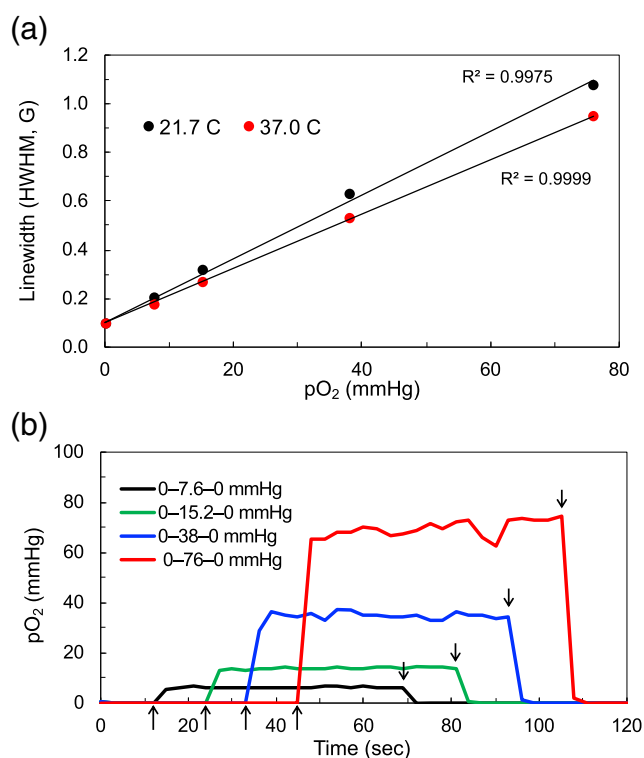 (a)
1.2
1.0
0.8
0.6
0.4
0.2
0.0
Linewidth (HWHM, G)
21.7 C 37.0 C
R² = 0.9975
R² = 0.9999
0 20 40 60 80
pO₂ (mmHg)
(b)
100
80
60
40
20
0
pO₂ (mmHg)
0–7.6–0 mmHg
0–15.2–0 mmHg
0–38–0 mmHg
0–76–0 mmHg
0 20 40 60 80 100 120
Time (sec)